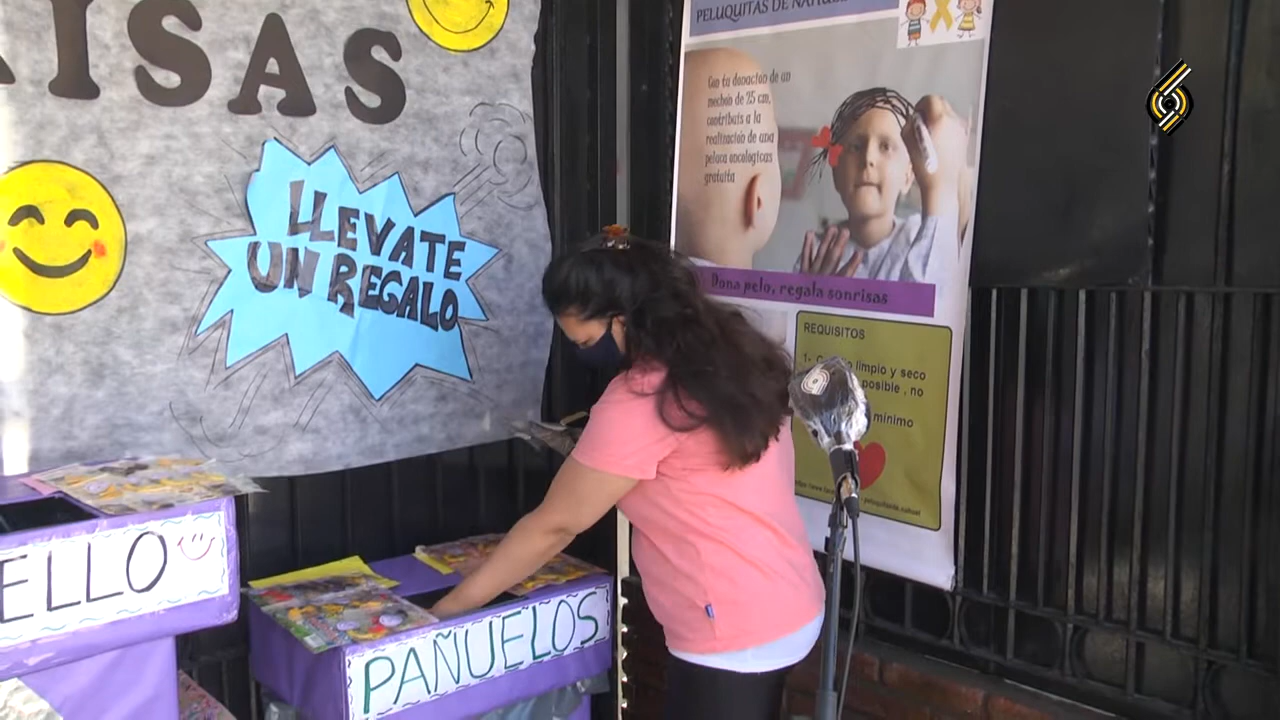 ISAS
LLEVATE
UN REGALO
ELLO
PAÑUELOS
PELUQUITAS DE
Con tu donación de un
mechón de 25 cm,
contribuís a la
realización de una
peluca oncológica
gratuita
Dona pelo, regala sonrisas
REQUISITOS
1- limpio y seco
posible , no
mínimo